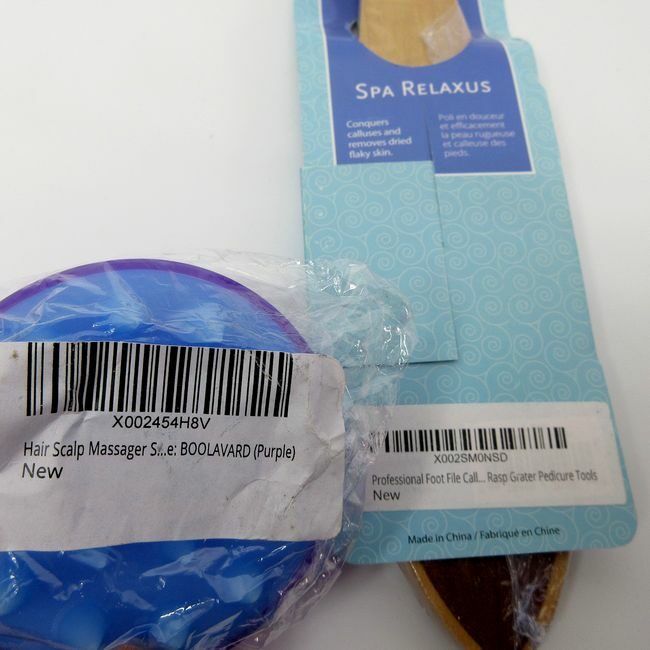 SPA RELAXUS
Conquers
calluses and
removes dried
flaky skin.
Poli en douceur
et efficacement
la peau rugueuse
et calleuse des
pieds.
X002454H8V
Hair Scalp Massager S...e: BOOLAVARD (Purple)
New
X002SM0NSD
Professional Foot File Call... Rasp Grater Pedicure Tools
New
Made in China / Fabriqué en Chine